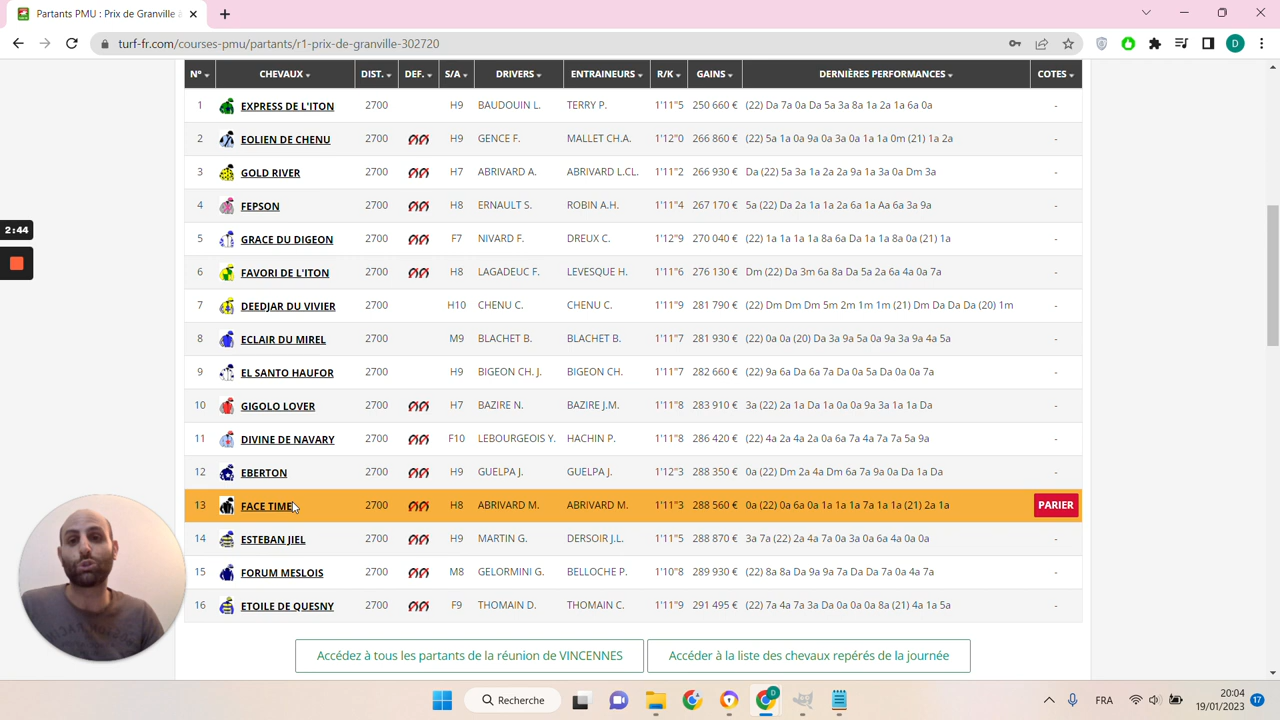 Partants PMU : Prix de Granville à
turf-fr.com/courses-pmu/partants/r1-prix-de-granville-302720
D
N° CHEVAUX DIST. DEF. S/A DRIVERS ENTRAINEURS R/K GAINS DERNIÈRES PERFORMANCES COTES
1 EXPRESS DE L'ITON 2700 H9 BAUDOUIN L. TERRY P. 1'11"5 250 660 € (22) Da 7a 0a Da 5a 3a 8a 1a 2a 1a 6a
2 EOLIEN DE CHENU 2700 H9 GENCE F. MALLET CH.A. 1'12"0 266 860 € (22) 5a 1a 0a 9a 0a 3a 0a 1a 1a 0m (21) 1a 2a
3 GOLD RIVER 2700 H7 ABRIVARD A. ABRIVARD L.CL. 1'11"2 266 930 € Da (22) 5a 3a 1a 2a 2a 9a 1a 3a 0a Dm 3a
4 FEPSON 2700 H8 ERNAULT S. ROBIN A.H. 1'11"4 267 170 € 5a (22) Da 2a 1a 1a 2a 6a 1a Aa 6a 3a 9a
5 GRACE DU DIGEON 2700 F7 NIVARD F. DREUX C. 1'12"9 270 040 € (22) 1a 1a 1a 1a 8a 6a Da 1a 1a 8a 0a (21) 1a
6 FAVORI DE L'ITON 2700 H8 LAGADEUC F. LEVESQUE H. 1'11"6 276 130 € Dm (22) Da 3m 6a 8a Da 5a 2a 6a 4a 0a 7a
7 DEEDJAR DU VIVIER 2700 H10 CHENU C. CHENU C. 1'11"9 281 790 € (22) Dm Dm Dm 5m 2m 1m 1m (21) Dm Da Da Da (20) 1m
8 ECLAIR DU MIREL 2700 M9 BLACHET B. BLACHET B. 1'11"7 281 930 € (22) 0a 0a (20) Da 3a 9a 5a 0a 9a 3a 9a 4a 5a
9 EL SANTO HAUFOR 2700 H9 BIGEON CH. J. BIGEON CH. 1'11"7 282 660 € (22) 9a 6a Da 6a 7a Da 0a 5a Da 0a 0a 7a
10 GIGOLO LOVER 2700 H7 BAZIRE N. BAZIRE J.M. 1'11"8 283 910 € 3a (22) 2a 1a Da 1a 0a 0a 9a 3a 1a 1a Da
11 DIVINE DE NAVARY 2700 F10 LEBOURGEOIS Y. HACHIN P. 1'11"8 286 420 € (22) 4a 2a 4a 2a 0a 6a 7a 4a 7a 7a 5a 9a
12 EBERTON 2700 H9 GUELPA J. GUELPA J. 1'12"3 288 350 € 0a (22) Dm 2a 4a Dm 6a 7a 9a 0a Da 1a Da
13 FACE TIME 2700 H8 ABRIVARD M. ABRIVARD M. 1'11"3 288 560 € 0a (22) 0a 6a 0a 1a 1a 1a 7a 1a 1a (21) 2a 1a PARIER
14 ESTEBAN JIEL 2700 H9 MARTIN G. DERSOIR J.L. 1'11"5 288 870 € 3a 7a (22) 2a 4a 7a 0a 3a 0a 6a 4a 0a 0a
15 FORUM MESLOIS 2700 M8 GELORMINI G. BELLOCHE P. 1'10"8 289 930 € (22) 8a 8a Da 9a 9a 7a Da Da 7a 0a 4a 7a
16 ETOILE DE QUESNY 2700 F9 THOMAIN D. THOMAIN C. 1'11"9 291 495 € (22) 7a 4a 7a 3a Da 0a 0a 0a 8a (21) 4a 1a 5a
2:44
Accédez à tous les partants de la réunion de VINCENNES Accéder à la liste des chevaux repérés de la journée
Recherche
D
FRA
20:04
19/01/2023
17